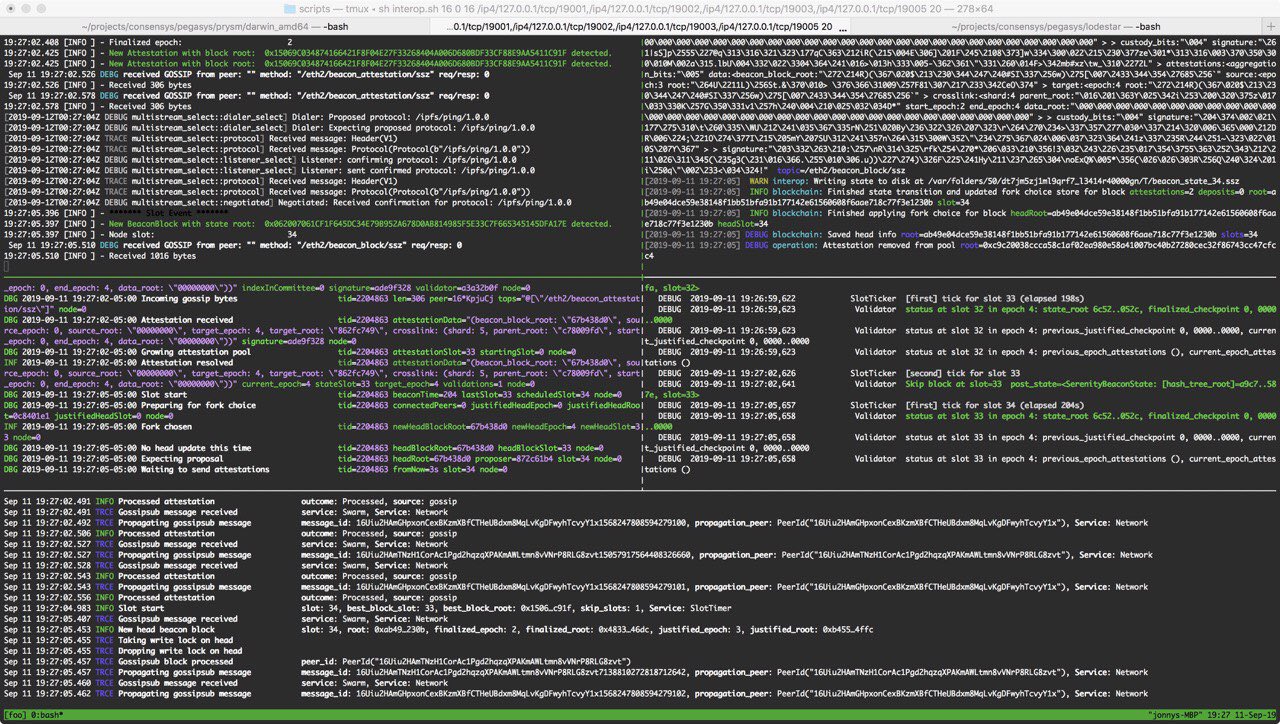 scripts — tmux • sh interop.sh 16 0 16 /ip4/127.0.0.1/tcp/19001,/ip4/127.0.0.1/tcp/19002,/ip4/127.0.0.1/tcp/19003,/ip4/127.0.0.1/tcp/19005 20 — 278×64
~/projects/consensys/pegasys/prysm/darwin_amd64 — -bash
...0.1/tcp/19001,/ip4/127.0.0.1/tcp/19002,/ip4/127.0.0.1/tcp/19003,/ip4/127.0.0.1/tcp/19005 20 ...
~/projects/consensys/pegasys/lodestar — -bash
19:27:02.408 [INFO ] - Finalized epoch: 2
19:27:02.425 [INFO ] - New Attestation with block root: 0x15069C034874166421F8F04E27F33268404A006D680BDF33CF88E9AA5411C91F detected.
19:27:02.425 [INFO ] - New Attestation with block root: 0x15069C034874166421F8F04E27F33268404A006D680BDF33CF88E9AA5411C91F detected.
Sep 11 19:27:02.526 DEBG received GOSSIP from peer: "" method: "/eth2/beacon_attestation/ssz" req/resp: 0
19:27:02.526 [INFO ] - Received 306 bytes
Sep 11 19:27:02.578 DEBG received GOSSIP from peer: "" method: "/eth2/beacon_attestation/ssz" req/resp: 0
19:27:02.578 [INFO ] - Received 306 bytes
[2019-09-12T00:27:04Z DEBUG multistream_select::dialer_select] Dialer: Proposed protocol: /ipfs/ping/1.0.0
[2019-09-12T00:27:04Z DEBUG multistream_select::dialer_select] Dialer: Expecting proposed protocol: /ipfs/ping/1.0.0
[2019-09-12T00:27:04Z TRACE multistream_select::protocol] Received message: Header(V1)
[2019-09-12T00:27:04Z TRACE multistream_select::protocol] Received message: Protocol(Protocol(b"/ipfs/ping/1.0.0"))
[2019-09-12T00:27:04Z DEBUG multistream_select::listener_select] Listener: confirming protocol: /ipfs/ping/1.0.0
[2019-09-12T00:27:04Z DEBUG multistream_select::listener_select] Listener: sent confirmed protocol: /ipfs/ping/1.0.0
[2019-09-12T00:27:04Z TRACE multistream_select::protocol] Received message: Header(V1)
[2019-09-12T00:27:04Z TRACE multistream_select::protocol] Received message: Protocol(Protocol(b"/ipfs/ping/1.0.0"))
[2019-09-12T00:27:04Z DEBUG multistream_select::negotiated] Negotiated: Received confirmation for protocol: /ipfs/ping/1.0.0
19:27:05.396 [INFO ] - ******* Slot Event *******
19:27:05.397 [INFO ] - New BeaconBlock with state root: detected.
19:27:05.397 [INFO ] - Node slot: 34
Sep 11 19:27:05.510 DEBG received GOSSIP from peer: "" method: "/eth2/beacon_block/ssz" req/resp: 0
19:27:05.510 [INFO ] - Received 1016 bytes
topic=/eth2/beacon_block/ssz
[2019-09-11 19:27:05] WARN interop: Writing state to disk at
[2019-09-11 19:27:05] INFO blockchain: Finished state transition and updated fork choice store for block attestations=2 deposits=0 root=
slot=34
[2019-09-11 19:27:05] INFO blockchain: Finished applying fork choice for block
headSlot=34
[2019-09-11 19:27:05] DEBUG blockchain: Saved head info slots=34
[2019-09-11 19:27:05] DEBUG operation: Attestation removed from pool
c4
_epoch: 0, end_epoch: 4, data_root: \"00000000\"))" indexInCommittee=0 signature=ade9f328 validator=a3a32b0f node=0
DBG 2019-09-11 19:27:02-05:00 Incoming gossip bytes tid=2204863 len=306 peer=16*KpjuCj tops="@[\"/eth2/beacon_attestat
ion/ssz\"]" node=0
DBG 2019-09-11 19:27:02-05:00 Attestation received tid=2204863 attestationData="(beacon_block_root: \"67b438d0\", sou
rce_epoch: 0, source_root: \"00000000\", target_epoch: 4, target_root: \"862fc749\", crosslink: (shard: 5, parent_root: \"c78009fd\", start
_epoch: 0, end_epoch: 4, data_root: \"00000000\"))" signature=ade9f328 node=0
DBG 2019-09-11 19:27:02-05:00 Growing attestation pool tid=2204863 attestationSlot=33 startingSlot=0 node=0
INF 2019-09-11 19:27:02-05:00 Attestation resolved tid=2204863 attestationData="(beacon_block_root: \"67b438d0\", sou
rce_epoch: 0, source_root: \"00000000\", target_epoch: 4, target_root: \"862fc749\", crosslink: (shard: 5, parent_root: \"c78009fd\", start
_epoch: 0, end_epoch: 4, data_root: \"00000000\"))" current_epoch=4 stateSlot=33 target_epoch=4 validations=1 node=0
DBG 2019-09-11 19:27:05-05:00 Slot start tid=2204863 beaconTime=204 lastSlot=33 scheduledSlot=34 node=0
DBG 2019-09-11 19:27:05-05:00 Preparing for fork choice tid=2204863 connectedPeers=0 justifiedHeadEpoch=0 justifiedHeadRoo
t=0c8401e1 justifiedHeadSlot=0 node=0
INF 2019-09-11 19:27:05-05:00 Fork chosen tid=2204863 newHeadBlockRoot=67b438d0 newHeadEpoch=4 newHeadSlot=3
3 node=0
DBG 2019-09-11 19:27:05-05:00 No head update this time tid=2204863 headBlockRoot=67b438d0 headBlockSlot=33 node=0
DBG 2019-09-11 19:27:05-05:00 Expecting proposal tid=2204863 headRoot=67b438d0 proposer=872c61b4 slot=34 node=0
DBG 2019-09-11 19:27:05-05:00 Waiting to send attestations tid=2204863 fromNow=3s slot=34 node=0
fa, slot=32>
DEBUG 2019-09-11 19:26:59,622 SlotTicker [first] tick for slot 33 (elapsed 198s)
DEBUG 2019-09-11 19:26:59,623 Validator status at slot 32 in epoch 4: state_root 6c52..052c, finalized_checkpoint 0, 0000
..0000
DEBUG 2019-09-11 19:26:59,623 Validator status at slot 32 in epoch 4: previous_justified_checkpoint 0, 0000..0000, curren
t_justified_checkpoint 0, 0000..0000
DEBUG 2019-09-11 19:26:59,623 Validator status at slot 32 in epoch 4: previous_epoch_attestations (), current_epoch_attes
tations ()
DEBUG 2019-09-11 19:27:02,626 SlotTicker [second] tick for slot 33
DEBUG 2019-09-11 19:27:02,641 Validator Skip block at slot=33 post_state=<SerenityBeaconState: [hash_tree_root]=a9c7..58
7e, slot=33>
DEBUG 2019-09-11 19:27:05,657 SlotTicker [first] tick for slot 34 (elapsed 204s)
DEBUG 2019-09-11 19:27:05,658 Validator status at slot 33 in epoch 4: state_root 6c52..052c, finalized_checkpoint 0, 0000
..0000
DEBUG 2019-09-11 19:27:05,658 Validator status at slot 33 in epoch 4: previous_justified_checkpoint 0, 0000..0000, curren
t_justified_checkpoint 0, 0000..0000
DEBUG 2019-09-11 19:27:05,658 Validator status at slot 33 in epoch 4: previous_epoch_attestations (), current_epoch_attes
tations ()
Sep 11 19:27:02.491 INFO Processed attestation outcome: Processed, source: gossip
Sep 11 19:27:02.491 TRCE Gossipsub message received service: Swarm, Service: Network
Sep 11 19:27:02.492 TRCE Propagating gossipsub message message_id: 16Uiu2HAmGHpxonCexBKzmXBfCTHeUBdxm8MqLvKgDFwyhTcvyY1x1568247808594279100, propagation_peer: PeerId("16Uiu2HAmGHpxonCexBKzmXBfCTHeUBdxm8MqLvKgDFwyhTcvyY1x"), Service: Network
Sep 11 19:27:02.506 INFO Processed attestation outcome: Processed, source: gossip
Sep 11 19:27:02.527 TRCE Gossipsub message received service: Swarm, Service: Network
Sep 11 19:27:02.527 TRCE Propagating gossipsub message message_id: 16Uiu2HAmTNzH1CorAc1Pgd2hqzqXPAKmAWLtmn8vVNrP8RLG8zvt15057917564408326660, propagation_peer: PeerId("16Uiu2HAmTNzH1CorAc1Pgd2hqzqXPAKmAWLtmn8vVNrP8RLG8zvt"), Service: Network
Sep 11 19:27:02.528 TRCE Gossipsub message received service: Swarm, Service: Network
Sep 11 19:27:02.543 INFO Processed attestation outcome: Processed, source: gossip
Sep 11 19:27:02.543 TRCE Propagating gossipsub message message_id: 16Uiu2HAmGHpxonCexBKzmXBfCTHeUBdxm8MqLvKgDFwyhTcvyY1x1568247808594279101, propagation_peer: PeerId("16Uiu2HAmGHpxonCexBKzmXBfCTHeUBdxm8MqLvKgDFwyhTcvyY1x"), Service: Network
Sep 11 19:27:02.556 INFO Processed attestation outcome: Processed, source: gossip
Sep 11 19:27:04.983 INFO Slot start slot: 34, best_block_slot: 33, best_block_root: 0x1506…c91f, skip_slots: 1, Service: SlotTimer
Sep 11 19:27:05.407 TRCE Gossipsub message received service: Swarm, Service: Network
Sep 11 19:27:05.453 INFO New head beacon block slot: 34, root: 0xab49…230b, finalized_epoch: 2, finalized_root: 0x4833…46dc, justified_epoch: 3, justified_root: 0xb455…4ffc
Sep 11 19:27:05.455 TRCE Taking write lock on head
Sep 11 19:27:05.455 TRCE Dropping write lock on head
Sep 11 19:27:05.457 TRCE Gossipsub block processed peer_id: PeerId("16Uiu2HAmTNzH1CorAc1Pgd2hqzqXPAKmAWLtmn8vVNrP8RLG8zvt")
Sep 11 19:27:05.457 TRCE Propagating gossipsub message message_id: 16Uiu2HAmTNzH1CorAc1Pgd2hqzqXPAKmAWLtmn8vVNrP8RLG8zvt7138810272818712642, propagation_peer: PeerId("16Uiu2HAmTNzH1CorAc1Pgd2hqzqXPAKmAWLtmn8vVNrP8RLG8zvt"), Service: Network
Sep 11 19:27:05.460 TRCE Gossipsub message received service: Swarm, Service: Network
Sep 11 19:27:05.462 TRCE Propagating gossipsub message message_id: 16Uiu2HAmGHpxonCexBKzmXBfCTHeUBdxm8MqLvKgDFwyhTcvyY1x1568247808594279102, propagation_peer: PeerId("16Uiu2HAmGHpxonCexBKzmXBfCTHeUBdxm8MqLvKgDFwyhTcvyY1x"), Service: Network
[foo] 0:bash*
"jonnys-MBP" 19:27 11-Sep-19